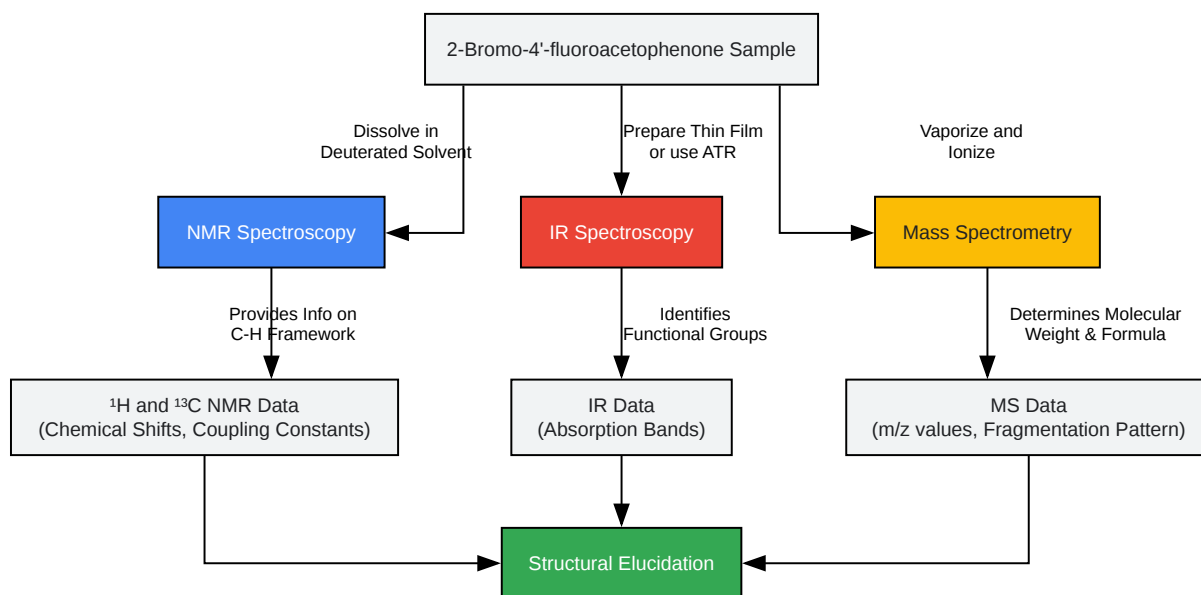 2-Bromo-4'-fluoroacetophenone Sample
Dissolve in
Deuterated Solvent
Prepare Thin Film
or use ATR
Vaporize and
Ionize
NMR Spectroscopy
IR Spectroscopy
Mass Spectrometry
Provides Info on
C-H Framework
Identifies
Functional Groups
Determines Molecular
Weight & Formula
¹H and ¹³C NMR Data
(Chemical Shifts, Coupling Constants)
IR Data
(Absorption Bands)
MS Data
(m/z values, Fragmentation Pattern)
Structural Elucidation